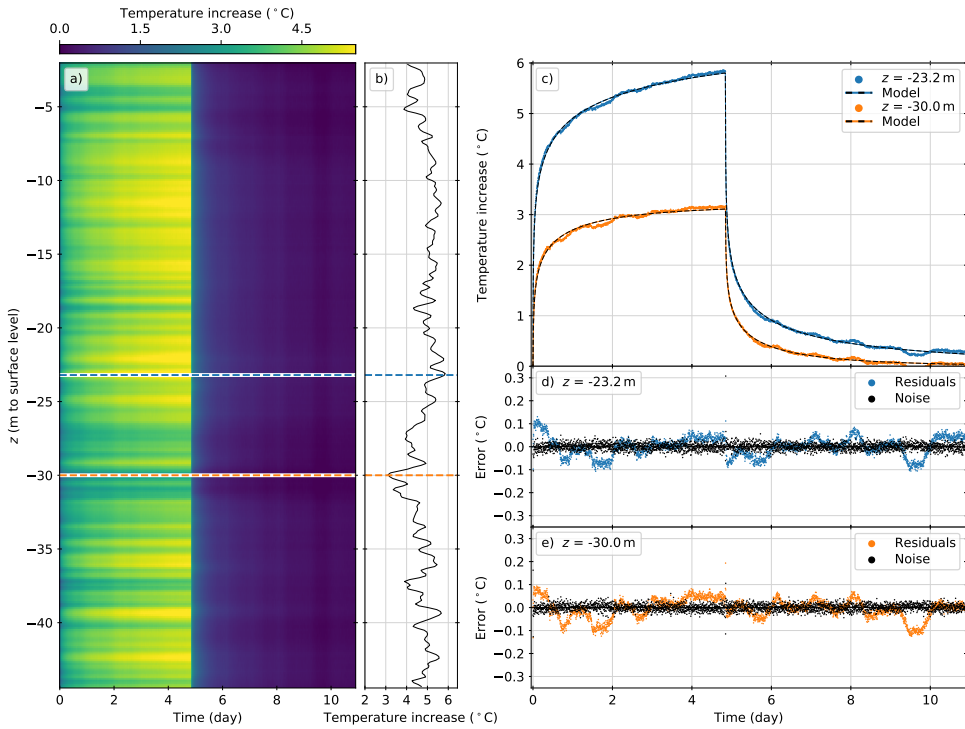 Temperature increase (°C)
0.0 1.5 3.0 4.5
a)
b)
−5
−10
−15
−20
−25
−30
−35
−40
z (m to surface level)
0 2 4 6 8 10
Time (day)
2 3 4 5 6
Temperature increase (°C)
c)
z = -23.2 m
Model
z = -30.0 m
Model
6
5
4
3
2
1
0
Temperature increase (°C)
d) z = -23.2 m
Residuals
Noise
0.3
0.2
0.1
0.0
−0.1
−0.2
−0.3
Error (°C)
e) z = -30.0 m
Residuals
Noise
0.3
0.2
0.1
0.0
−0.1
−0.2
−0.3
Error (°C)
0 2 4 6 8 10
Time (day)